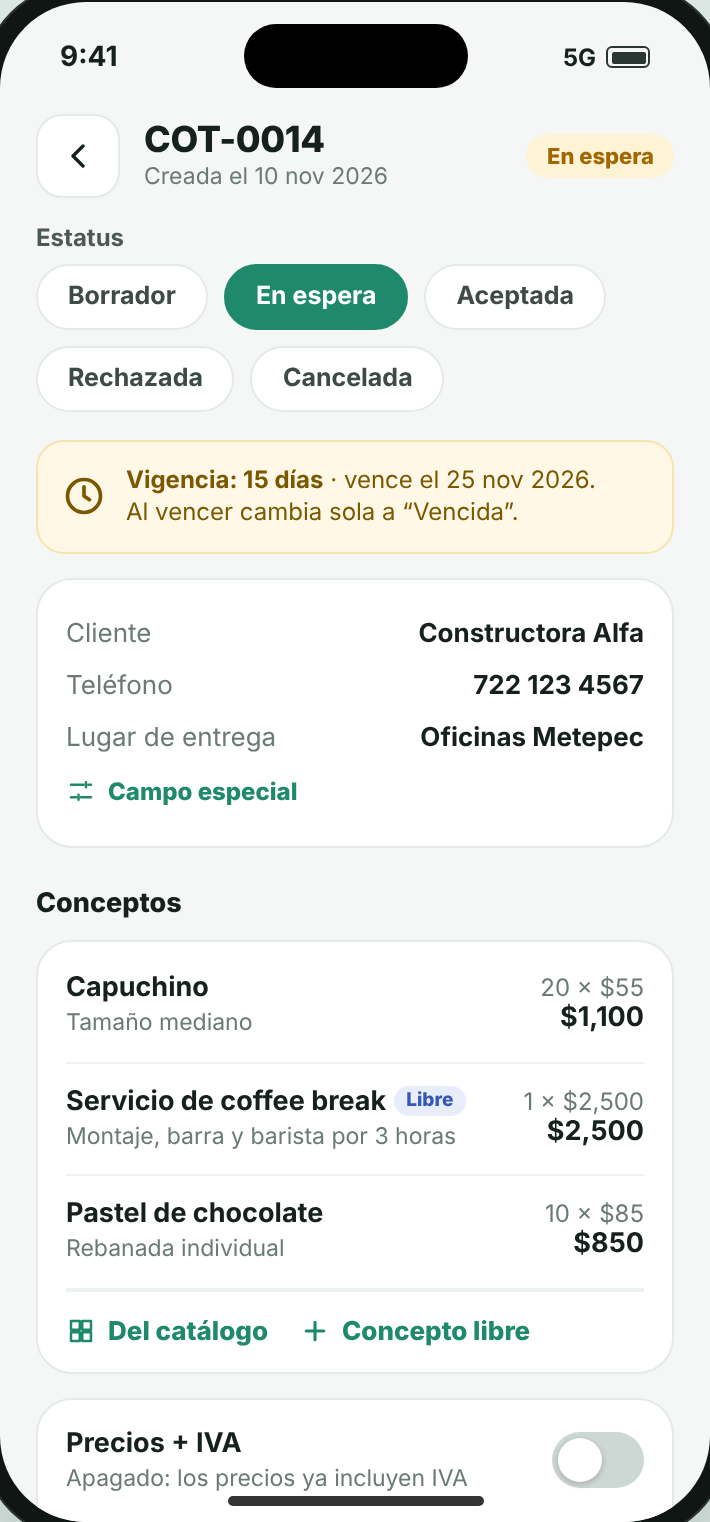 9:41
5G
COT-0014
Creada el 10 nov 2026
En espera
Estatus
Borrador
En espera
Aceptada
Rechazada
Cancelada
Vigencia: 15 días · vence el 25 nov 2026.
Al vencer cambia sola a “Vencida”.
Cliente
Constructora Alfa
Teléfono
722 123 4567
Lugar de entrega
Oficinas Metepec
Campo especial
Conceptos
Capuchino
20 × $55
Tamaño mediano
$1,100
Servicio de coffee break
Libre
1 × $2,500
Montaje, barra y barista por 3 horas
$2,500
Pastel de chocolate
10 × $85
Rebanada individual
$850
Del catálogo
Concepto libre
Precios + IVA
Apagado: los precios ya incluyen IVA